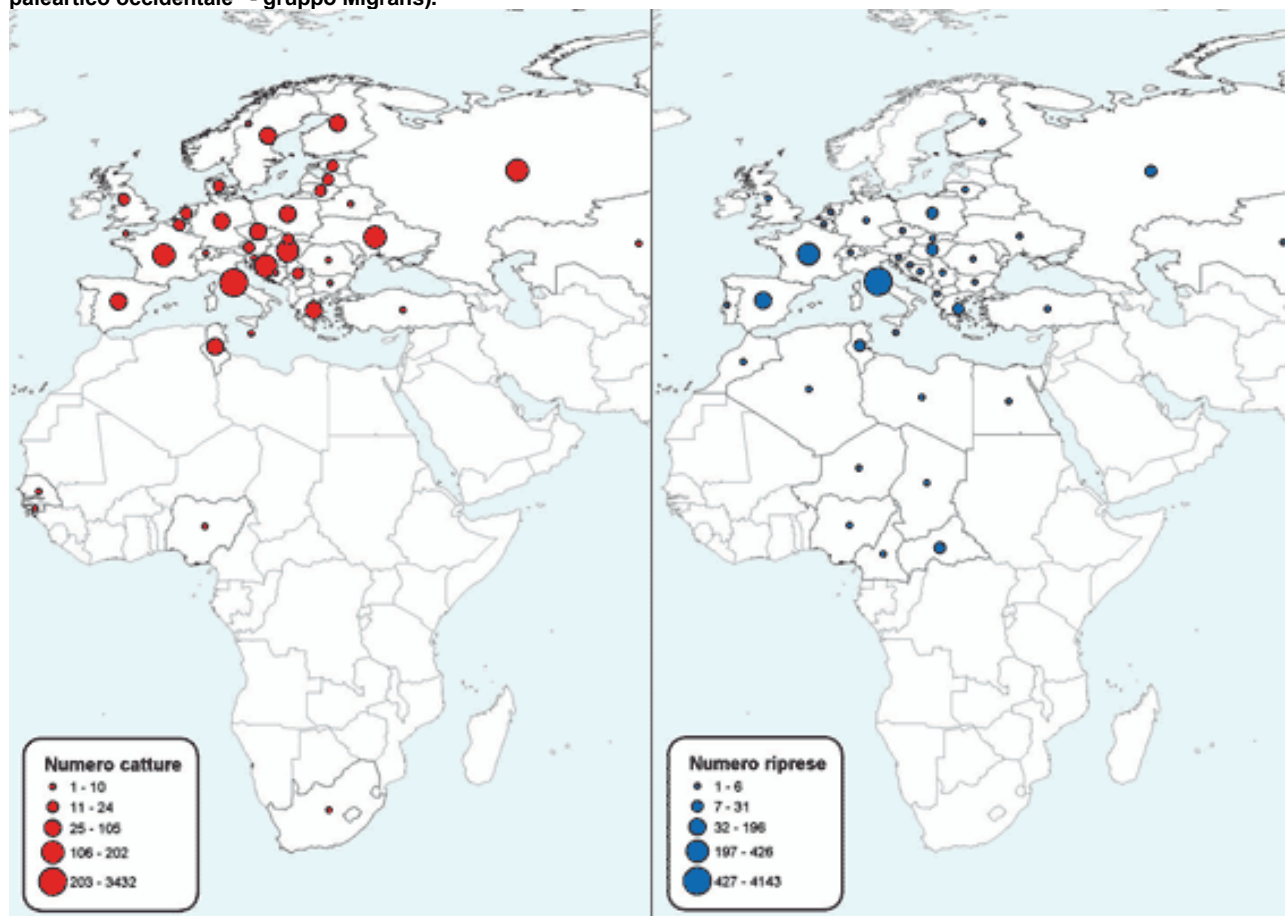 paleartico occidentale" - gruppo Migrans).
Numero catture
1 - 10
11 - 24
25 - 105
106 - 202
203 - 3432
Numero riprese
1 - 6
7 - 31
32 - 196
197 - 426
427 - 4143